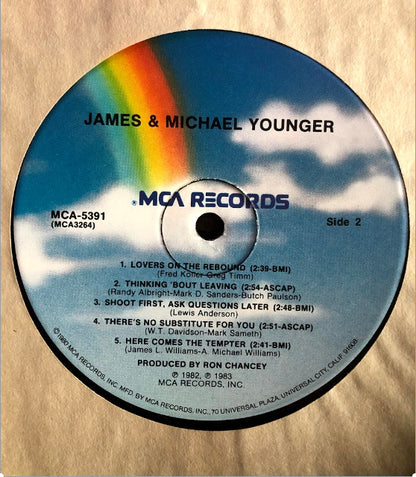 JAMES & MICHAEL YOUNGER
®MCA RECORDS
MCA-5391
(MCA3264)
Side 2
1. LOVERS ON THE REBOUND (2:39-BMI)
(Fred Koller-Greg Timm)
2. THINKING 'BOUT LEAVING (2:54-ASCAP)
(Randy Albright-Mark D. Sanders-Butch Paulson)
3. SHOOT FIRST, ASK QUESTIONS LATER (2:48-BMI)
(Lewis Anderson)
4. THERE'S NO SUBSTITUTE FOR YOU (2:51-ASCAP)
(W.T. Davidson-Mark Sameth)
5. HERE COMES THE TEMPTER (2:41-BMI)
(James L. Williams-A. Michael Williams)
PRODUCED BY RON CHANCEY
℗ 1982, ℗ 1983
MCA RECORDS, INC.
© 1980 MCA RECORDS, INC. MFD. BY MCA RECORDS, INC., 70 UNIVERSAL PLAZA, UNIVERSAL CITY, CALIF. 91608